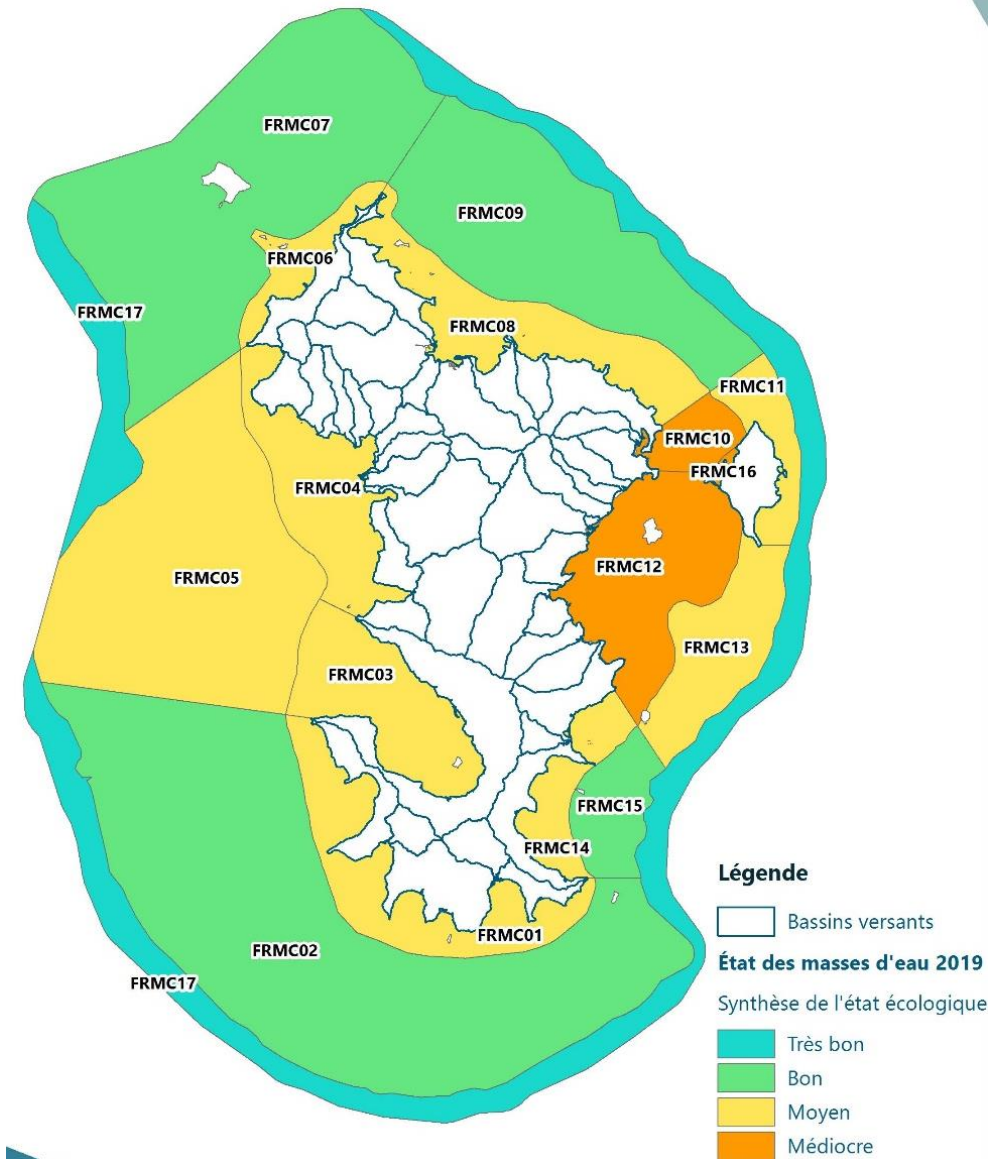 FRMC07
FRMC09
FRMC06
FRMC17
FRMC08
FRMC11
FRMC10
FRMC16
FRMC04
FRMC12
FRMC05
FRMC13
FRMC03
FRMC15
FRMC14
FRMC01
FRMC02
FRMC17
Légende
Bassins versants
État des masses d'eau 2019
Synthèse de l'état écologique
Très bon
Bon
Moyen
Médiocre